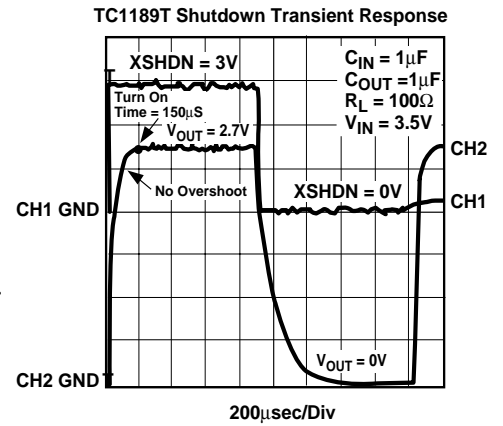 TC1189T Shutdown Transient Response
XSHDN = 3V
CIN = 1µF
COUT =1µF
RL = 100Ω
VIN = 3.5V
Turn On
Time = 150µS
VOUT = 2.7V
CH2
No Overshoot
XSHDN = 0V
CH1
CH1 GND
VOUT = 0V
CH2 GND
200µsec/Div